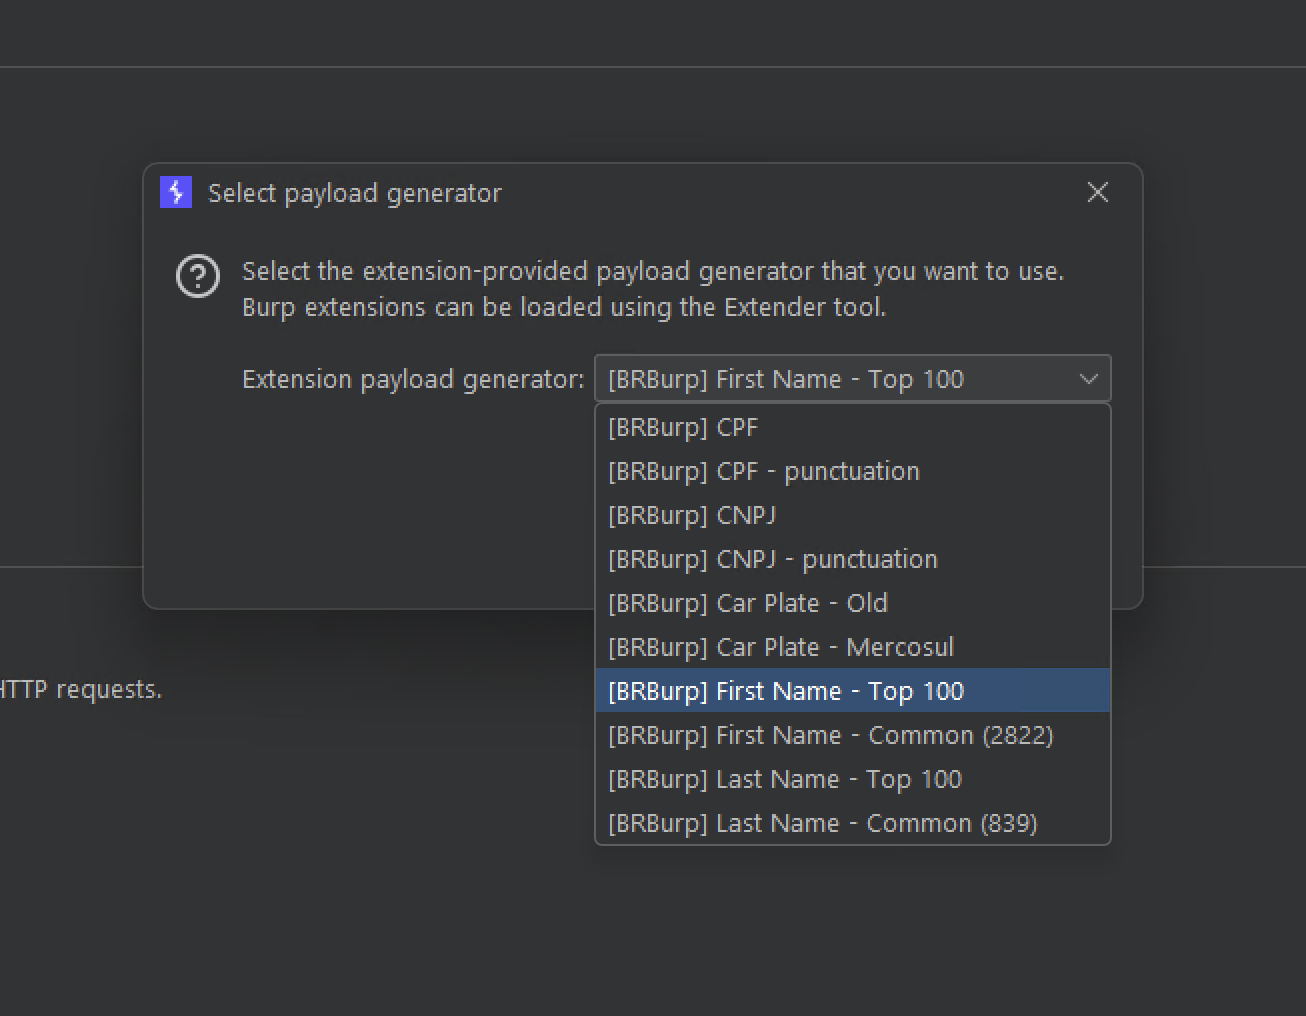 Select payload generator
Select the extension-provided payload generator that you want to use.
Burp extensions can be loaded using the Extender tool.
Extension payload generator: [BRBurp] First Name - Top 100
[BRBurp] CPF
[BRBurp] CPF - punctuation
[BRBurp] CNPJ
[BRBurp] CNPJ - punctuation
[BRBurp] Car Plate - Old
[BRBurp] Car Plate - Mercosul
[BRBurp] First Name - Top 100
[BRBurp] First Name - Common (2822)
[BRBurp] Last Name - Top 100
[BRBurp] Last Name - Common (839)
HTTP requests.